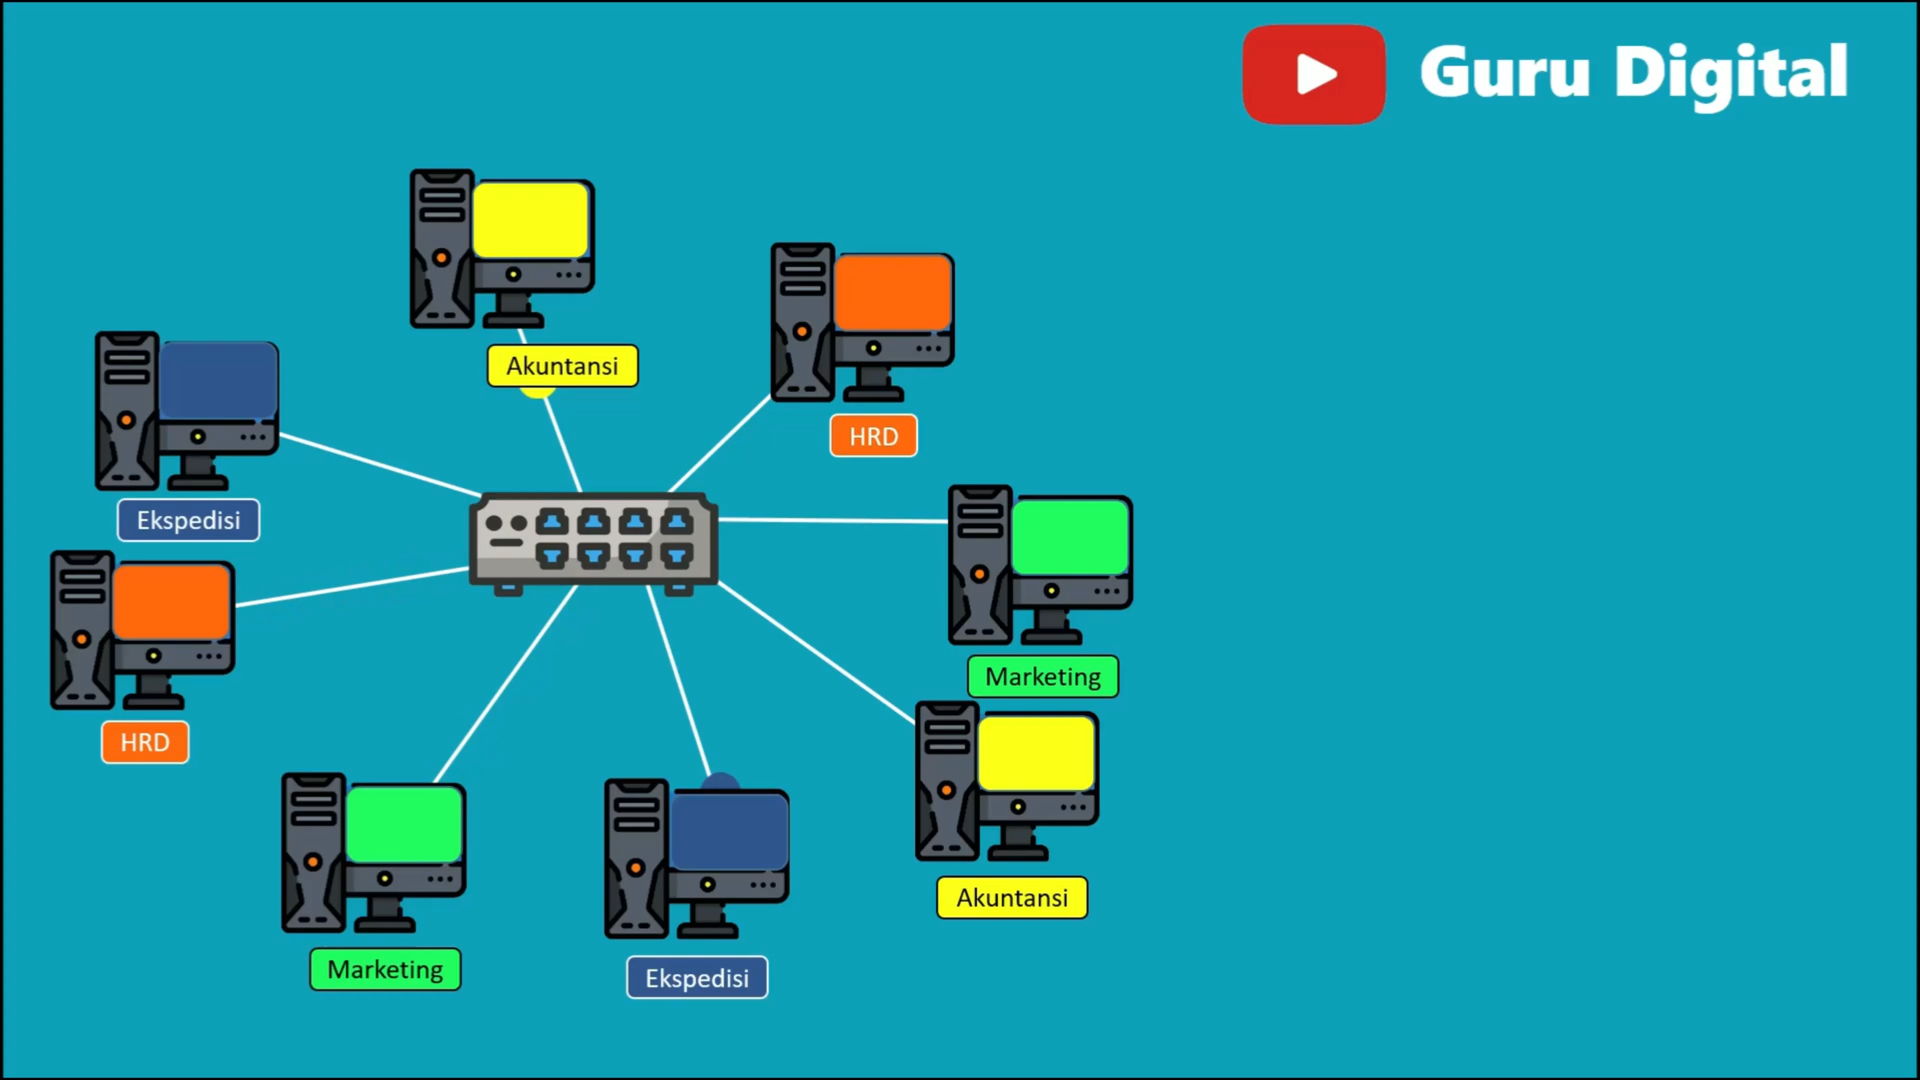 Guru Digital
Akuntansi
HRD
Ekspedisi
Marketing
HRD
Akuntansi
Marketing
Ekspedisi